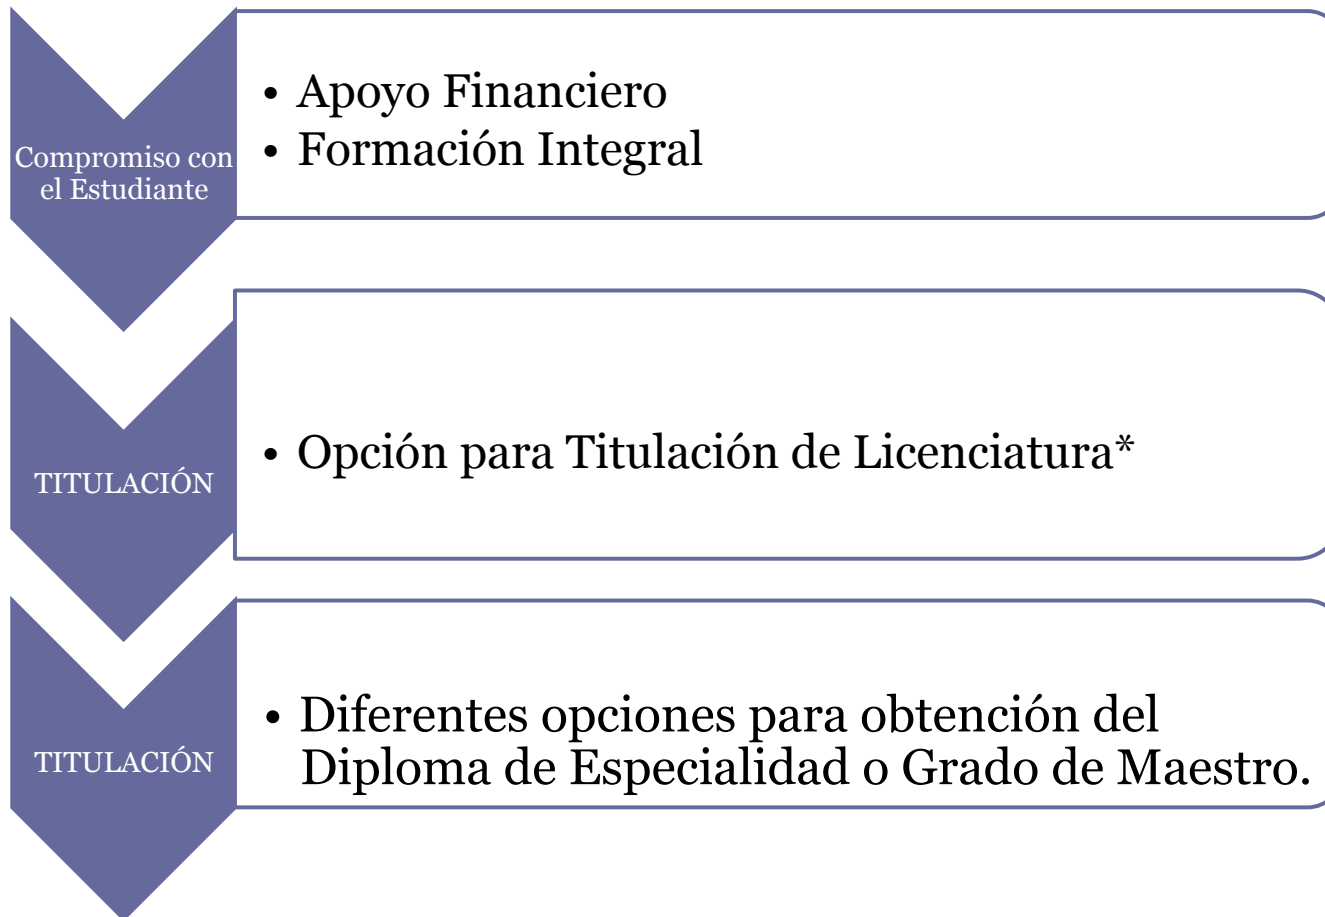 Compromiso con
el Estudiante
• Apoyo Financiero
• Formación Integral
TITULACIÓN
• Opción para Titulación de Licenciatura*
TITULACIÓN
• Diferentes opciones para obtención del
Diploma de Especialidad o Grado de Maestro.